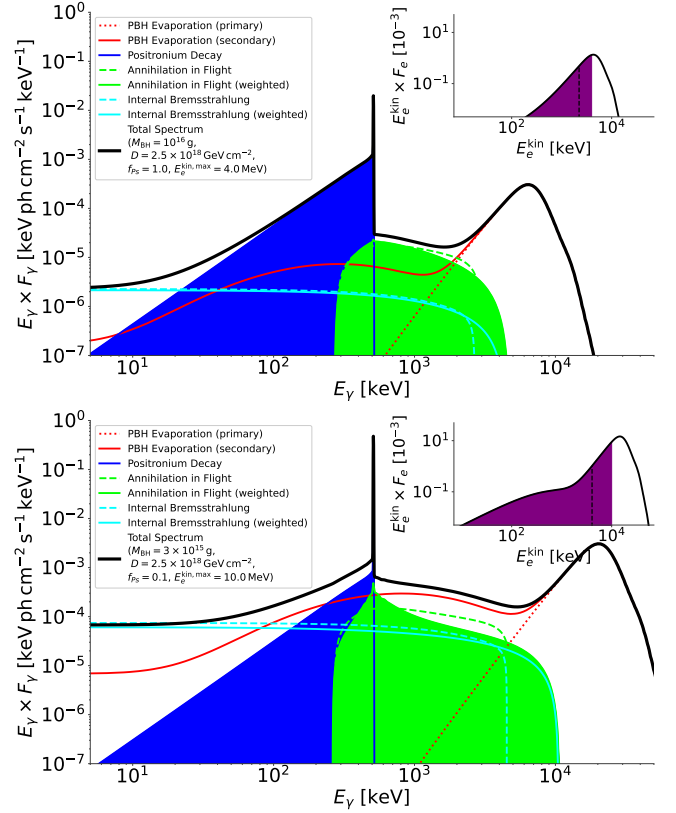 10^0
10^-1
10^-2
10^-3
10^-4
10^-5
10^-6
10^-7
E_γ × F_γ [keV ph cm^-2 s^-1 keV^-1]
PBH Evaporation (primary)
PBH Evaporation (secondary)
Positronium Decay
Annihilation in Flight
Annihilation in Flight (weighted)
Internal Bremsstrahlung
Internal Bremsstrahlung (weighted)
Total Spectrum
(M_BH = 10^16 g,
D = 2.5 × 10^18 GeV cm^-2,
f_Ps = 1.0, E_e^kin,max = 4.0 MeV)
E_e^kin × F_e [10^-3]
10^1
10^-1
10^2
10^4
E_e^kin [keV]
10^1
10^2
10^3
10^4
E_γ [keV]
10^0
10^-1
10^-2
10^-3
10^-4
10^-5
10^-6
10^-7
E_γ × F_γ [keV ph cm^-2 s^-1 keV^-1]
PBH Evaporation (primary)
PBH Evaporation (secondary)
Positronium Decay
Annihilation in Flight
Annihilation in Flight (weighted)
Internal Bremsstrahlung
Internal Bremsstrahlung (weighted)
Total Spectrum
(M_BH = 3 × 10^15 g,
D = 2.5 × 10^18 GeV cm^-2,
f_Ps = 0.1, E_e^kin,max = 10.0 MeV)
E_e^kin × F_e [10^-3]
10^1
10^-1
10^2
10^4
E_e^kin [keV]
10^1
10^2
10^3
10^4
E_γ [keV]